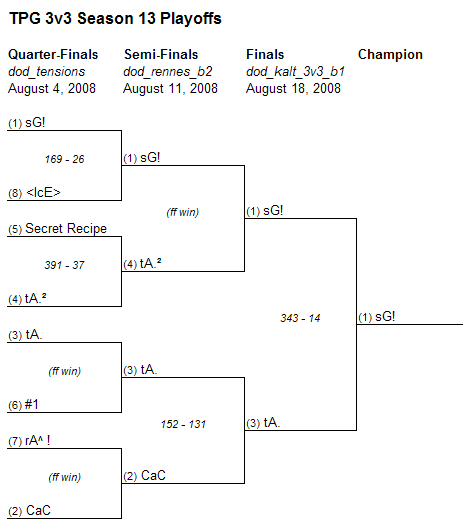 TPG 3v3 Season 13 Playoffs
Quarter-Finals Semi-Finals Finals Champion
dod_tensions dod_rennes_b2 dod_kalt_3v3_b1
August 4, 2008 August 11, 2008 August 18, 2008
(1) sG!
169 - 26
(1) sG!
(8) <IcE>
(ff win)
(1) sG!
(5) Secret Recipe
391 - 37
(4) tA.²
(4) tA.²
343 - 14
(1) sG!
(3) tA.
(ff win)
(3) tA.
(6) #1
152 - 131
(3) tA.
(7) rA^ !
(ff win)
(2) CaC
(2) CaC